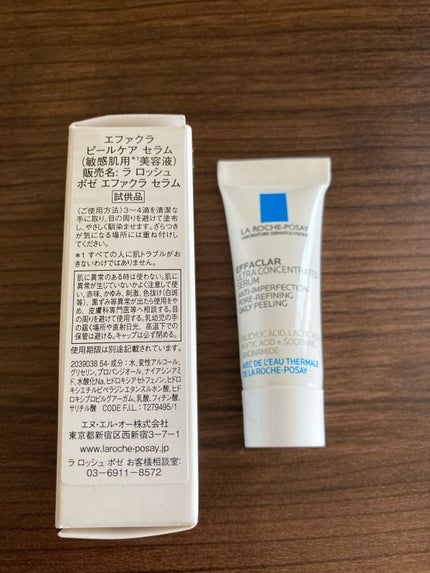 エファクラ
ピールケア セラム
(敏感肌用*¹美容液)
販売名: ラ ロッシュ
ポゼ エファクラ セラム
試供品
〈ご使用方法〉3〜4滴を清潔な
手に取り、目の周りを避けて塗布
し、やさしく馴染ませます。ざらつき
が気になる場所には重ね付けし
てください。
*1 すべての人に肌トラブルがお
きないわけではありません。
肌に異常のある時は使わない。肌に異
常が生じていないかよく注意して使
い、赤味、かゆみ、刺激、色抜け(白斑
等)、黒ずみ等異常が出たら使用をや
め、皮膚科専門医等へ相談する。目
の周りを避けて使用する。乳幼児の手
の届く場所や直射日光、高温下での
保管は避ける。キャップは必ず閉める。
使用期限は別途記載されています。
2039038 54- 成分:水、変性アルコール、
グリセリン、プロパンジオール、ナイアシンアミ
ド、水酸化Na、ヒドロキシアセトフェノン、ヒドロキ
シエチルピペラジンエタンスルホン酸、ヒド
ロキシプロピルグアーガム、乳酸、フィチン酸、
サリチル酸 CODE F.I.L. : T279495/1
エヌ・エル・オー株式会社
東京都新宿区西新宿3-7-1
www.laroche-posay.jp
ラ ロッシュ ポゼ お客様相談室:
03-6911-8572
LA ROCHE-POSAY
LABORATOIRE DERMATOLOGIQUE
EFFACLAR
ULTRA CONCENTRATED
SERUM
ANTI-IMPERFECTION
PORE-REFINING
DAILY PEELING
SALICYLIC ACID, LACTIC ACID
PHYTIC ACID + SOOTHING
NIACINAMIDE
AVEC DE L'EAU THERMALE
DE LA ROCHE-POSAY